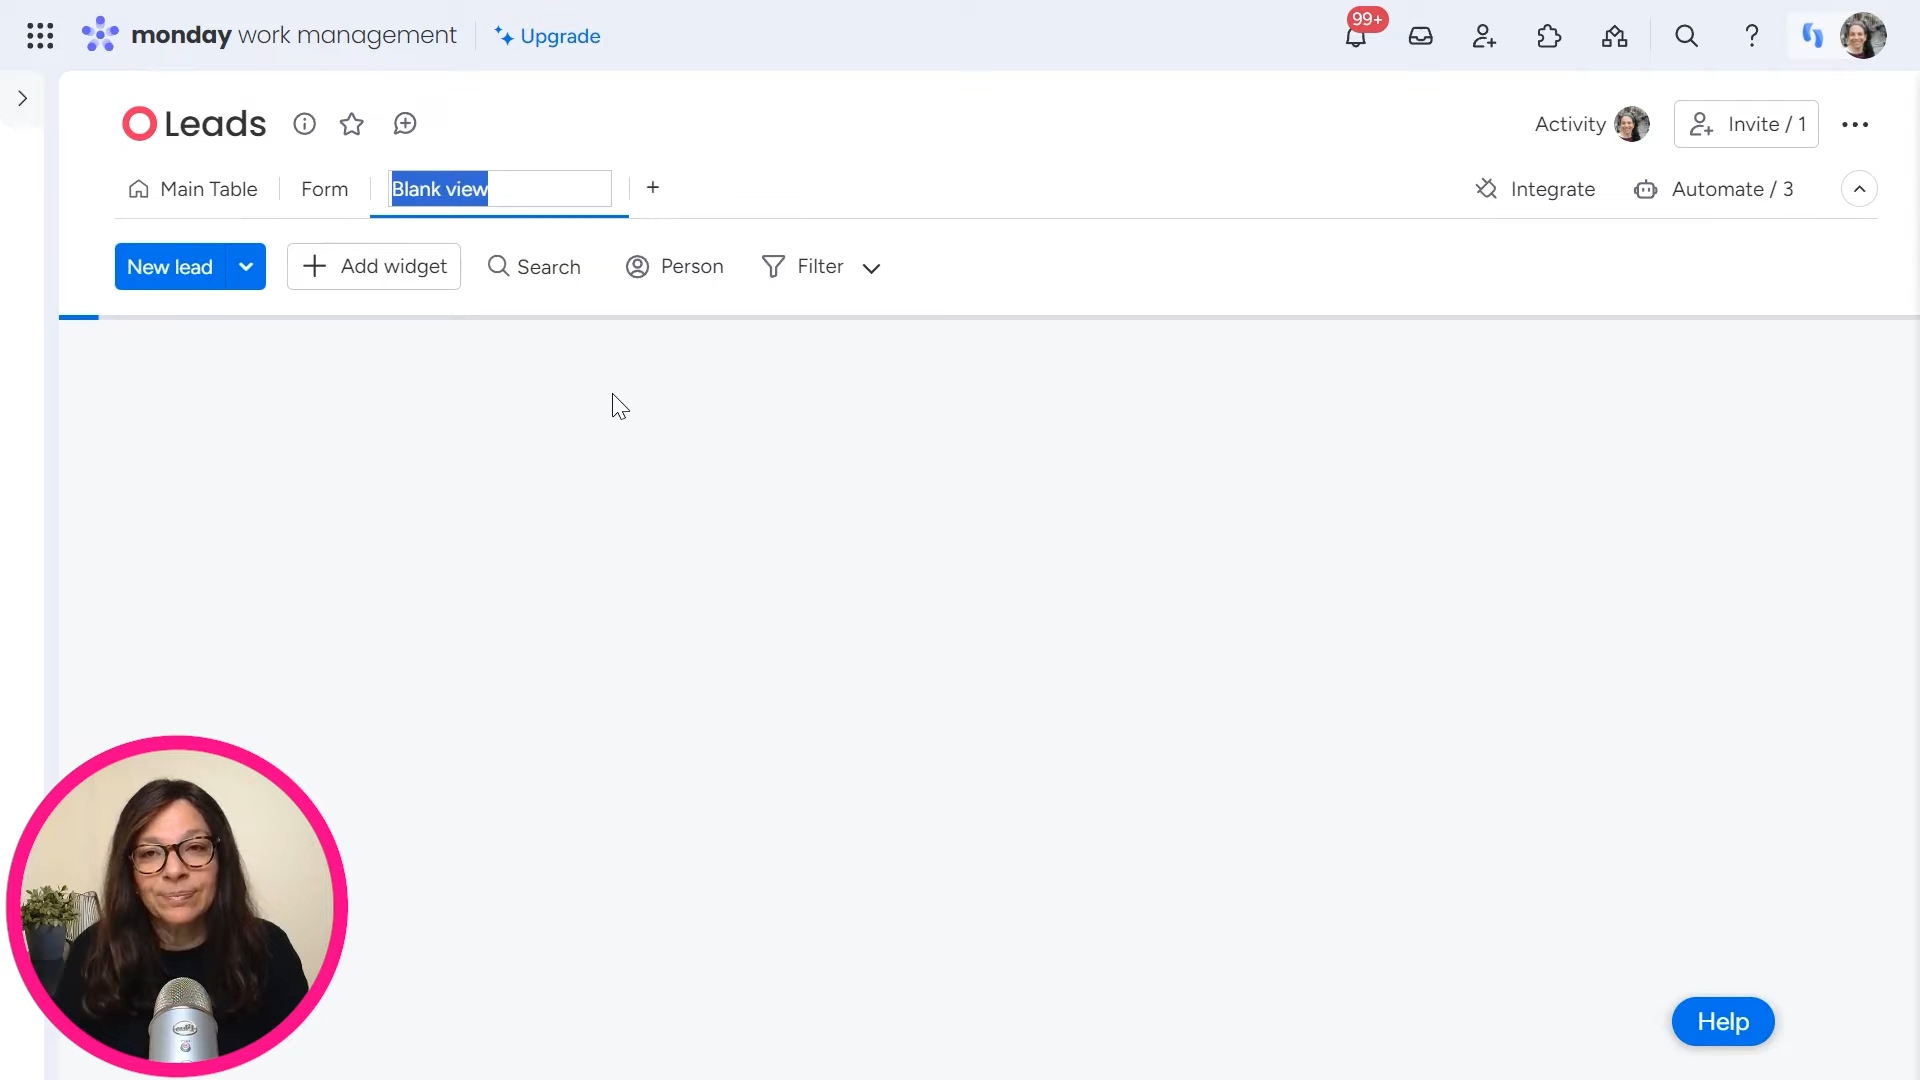 monday work management
Upgrade
99+
Leads
Activity
Invite / 1
Main Table
Form
Blank view
+
Integrate
Automate / 3
New lead
Add widget
Search
Person
Filter
Help